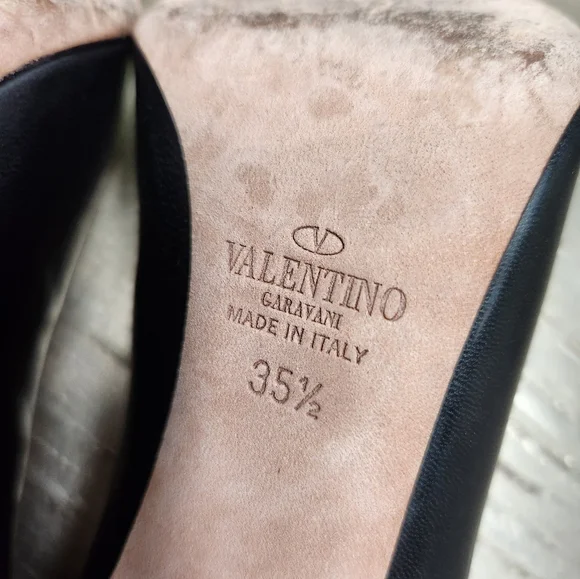 V
VALENTINO
GARAVANI
MADE IN ITALY
35½